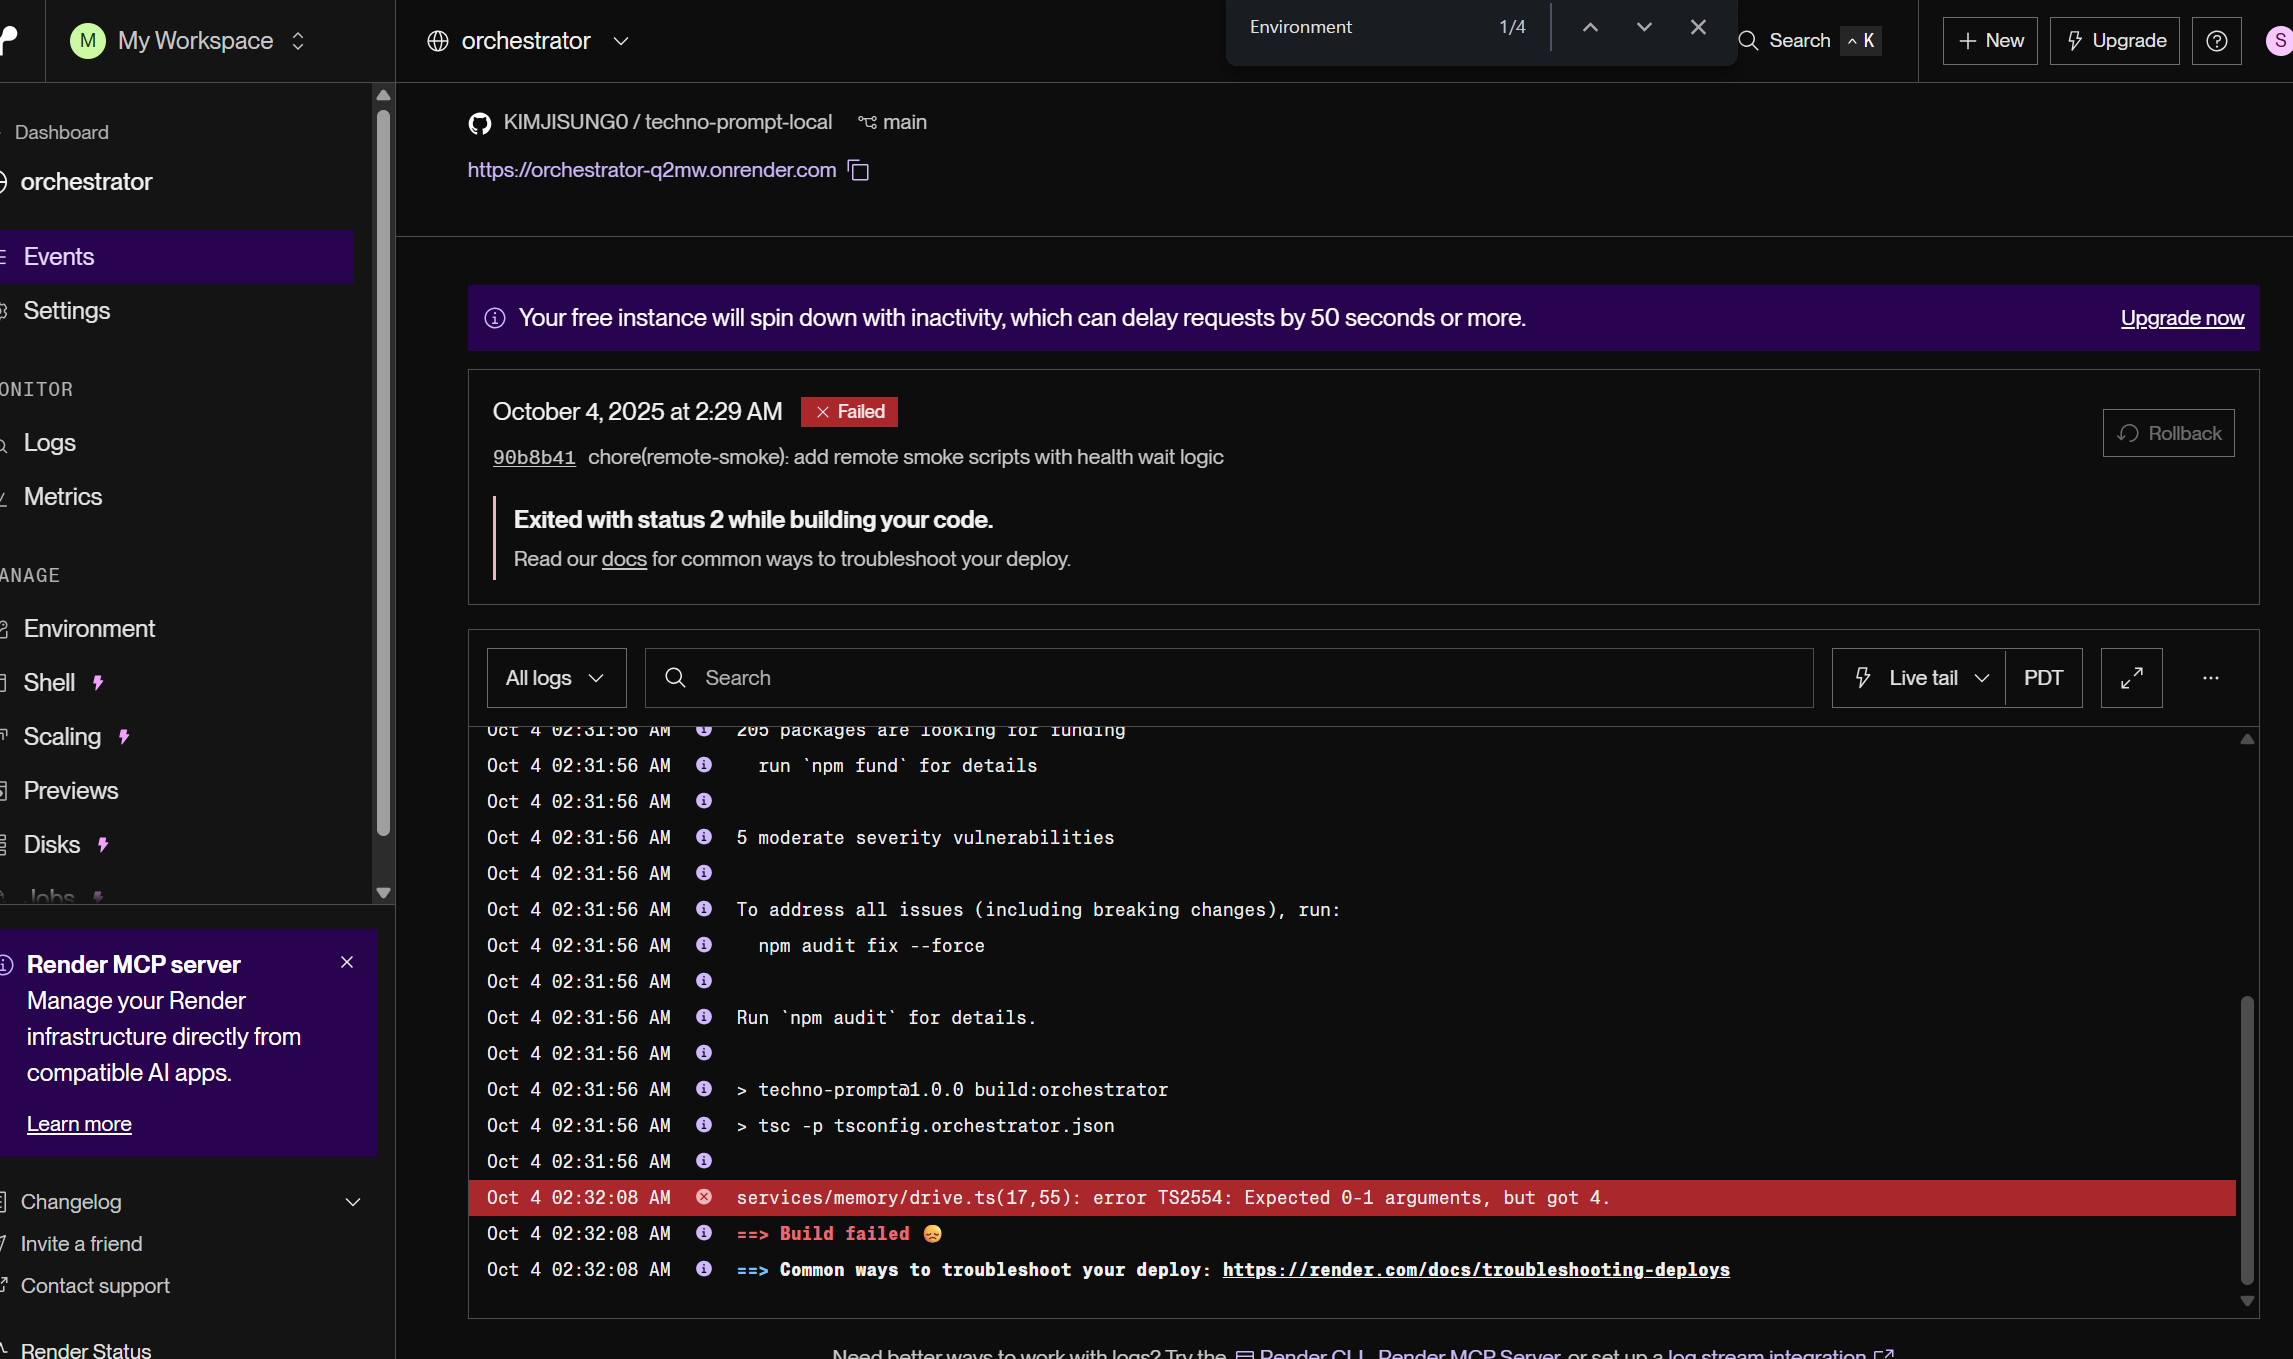 M My Workspace
orchestrator
Environment 1/4
Search K
New
Upgrade
S
Dashboard
orchestrator
Events
Settings
ONITOR
Logs
Metrics
ANAGE
Environment
Shell
Scaling
Previews
Disks
Jobs
Render MCP server
Manage your Render
infrastructure directly from
compatible AI apps.
Learn more
Changelog
Invite a friend
Contact support
Render Status
KIMJISUNG0 / techno-prompt-local main
https://orchestrator-q2mw.onrender.com
Your free instance will spin down with inactivity, which can delay requests by 50 seconds or more. Upgrade now
October 4, 2025 at 2:29 AM Failed
Rollback
90b8b41 chore(remote-smoke): add remote smoke scripts with health wait logic
Exited with status 2 while building your code.
Read our docs for common ways to troubleshoot your deploy.
All logs Search Live tail PDT ...
Oct 4 02:31:56 AM 205 packages are looking for funding
Oct 4 02:31:56 AM run `npm fund` for details
Oct 4 02:31:56 AM
Oct 4 02:31:56 AM 5 moderate severity vulnerabilities
Oct 4 02:31:56 AM
Oct 4 02:31:56 AM To address all issues (including breaking changes), run:
Oct 4 02:31:56 AM npm audit fix --force
Oct 4 02:31:56 AM
Oct 4 02:31:56 AM Run `npm audit` for details.
Oct 4 02:31:56 AM
Oct 4 02:31:56 AM > techno-prompt@1.0.0 build:orchestrator
Oct 4 02:31:56 AM > tsc -p tsconfig.orchestrator.json
Oct 4 02:31:56 AM
Oct 4 02:32:08 AM services/memory/drive.ts(17,55): error TS2554: Expected 0-1 arguments, but got 4.
Oct 4 02:32:08 AM ==> Build failed 😞
Oct 4 02:32:08 AM ==> Common ways to troubleshoot your deploy: https://render.com/docs/troubleshooting-deploys
Need better ways to work with logs? Try the Render CLI, Render MCP Server, or set up a log stream integration